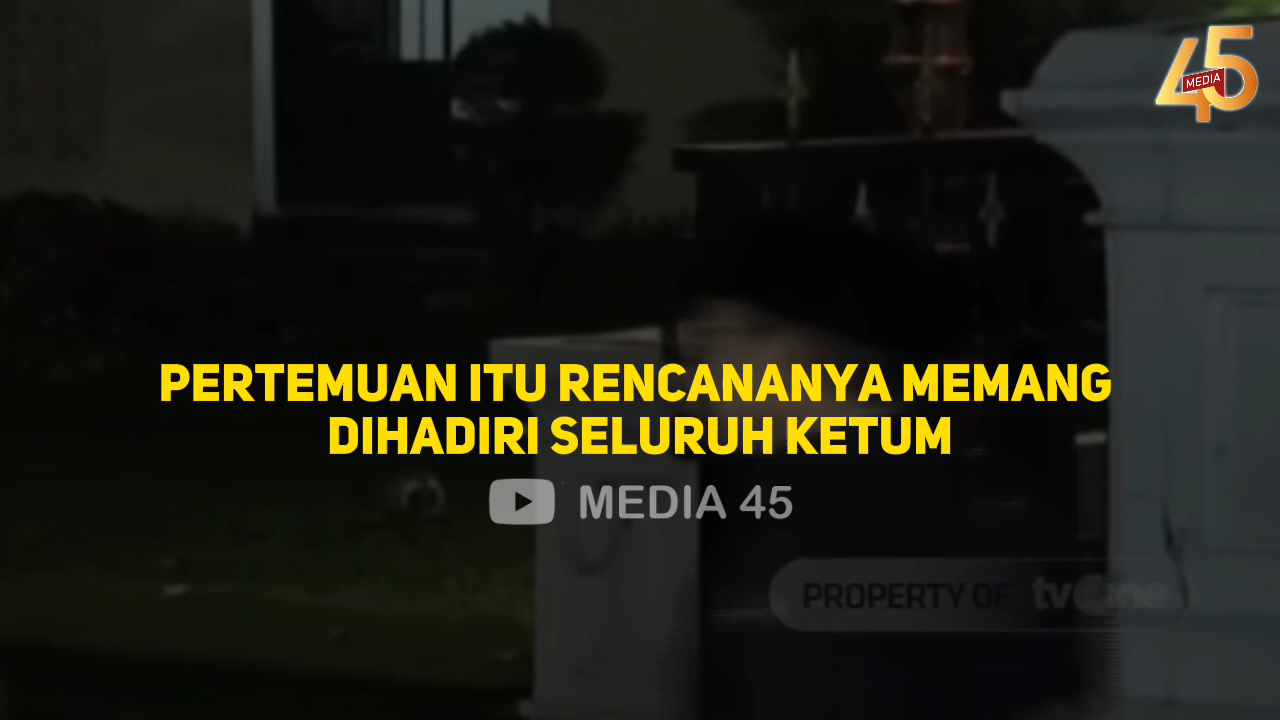 45
MEDIA
PERTEMUAN ITU RENCANANYA MEMANG
DIHADIRI SELURUH KETUM
MEDIA 45
PROPERTY OF tvOne